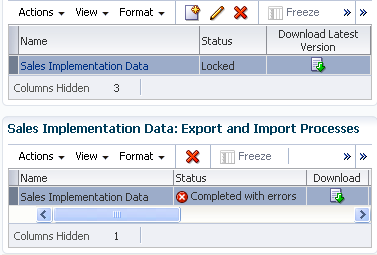 Actions View Format Freeze » »
Name Status Download Latest Version
Sales Implementation Data Locked
Columns Hidden 3
Sales Implementation Data: Export and Import Processes
Actions View Format Freeze » »
Name Status Download
Sales Implementation Data Completed with errors
Columns Hidden 1